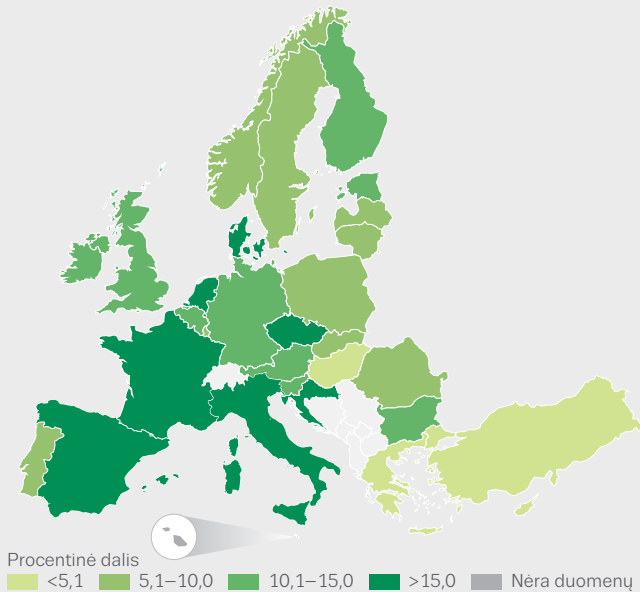 Procentinė dalis
<5,1 5,1–10,0 10,1–15,0 >15,0 Nėra duomenų